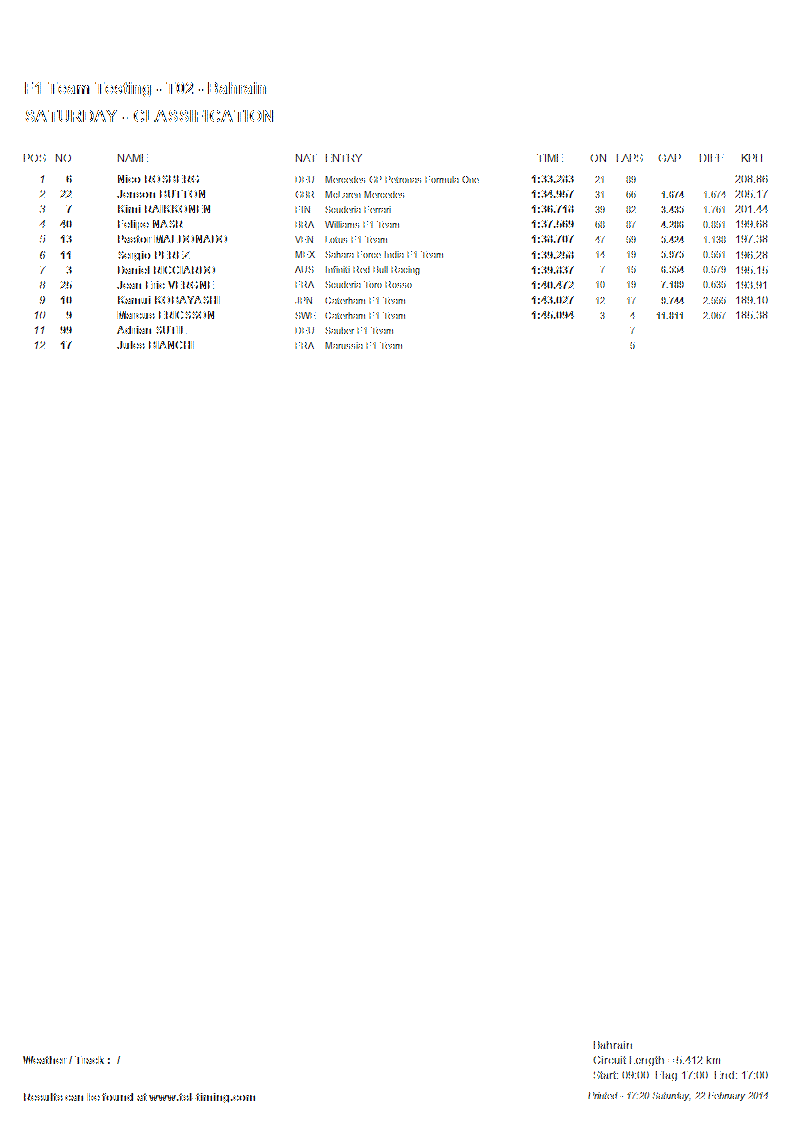 F1 Team Testing - T02 - Bahrain
SATURDAY - CLASSIFICATION
POS NO NAME NAT ENTRY TIME ON LAPS GAP DIFF KPH
1 6 Nico ROSBERG DEU Mercedes GP Petronas Formula One 1:33.283 21 89 208.86
2 22 Jenson BUTTON GBR McLaren Mercedes 1:34.957 31 66 1.674 1.674 205.17
3 7 Kimi RAIKKONEN FIN Scuderia Ferrari 1:36.718 39 82 3.435 1.761 201.44
4 40 Felipe NASR BRA Williams F1 Team 1:37.569 68 87 4.286 0.851 199.68
5 13 Pastor MALDONADO VEN Lotus F1 Team 1:38.707 47 59 5.424 1.138 197.38
6 11 Sergio PEREZ MEX Sahara Force India F1 Team 1:39.258 14 19 5.975 0.551 196.28
7 3 Daniel RICCIARDO AUS Infiniti Red Bull Racing 1:39.837 7 15 6.554 0.579 195.15
8 25 Jean Eric VERGNE FRA Scuderia Toro Rosso 1:40.472 10 19 7.189 0.635 193.91
9 10 Kamui KOBAYASHI JPN Caterham F1 Team 1:43.027 12 17 9.744 2.555 189.10
10 9 Marcus ERICSSON SWE Caterham F1 Team 1:45.094 3 4 11.811 2.067 185.38
11 99 Adrian SUTIL DEU Sauber F1 Team 7
12 17 Jules BIANCHI FRA Marussia F1 Team 5
Bahrain
Weather / Track : / Circuit Length = 5.412 km
Start: 09:00 Flag 17:00 End: 17:00
Results can be found at www.tsl-timing.com Printed - 17:20 Saturday, 22 February 2014